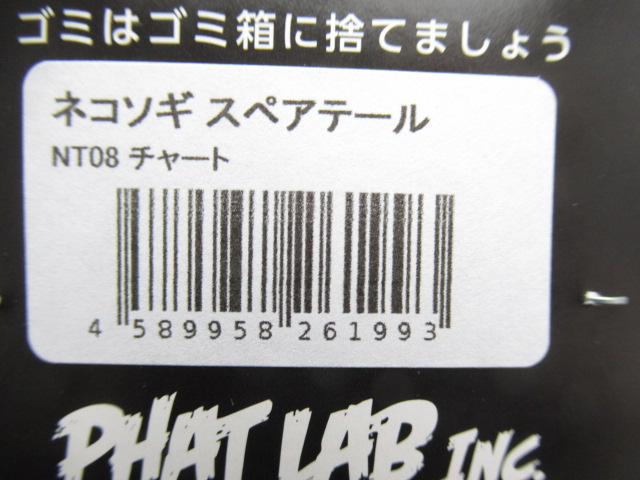 ゴミはゴミ箱に捨てましょう
ネコソギ スペアテール
NT08 チャート
4 589958 261993
PHAT LAB INC.